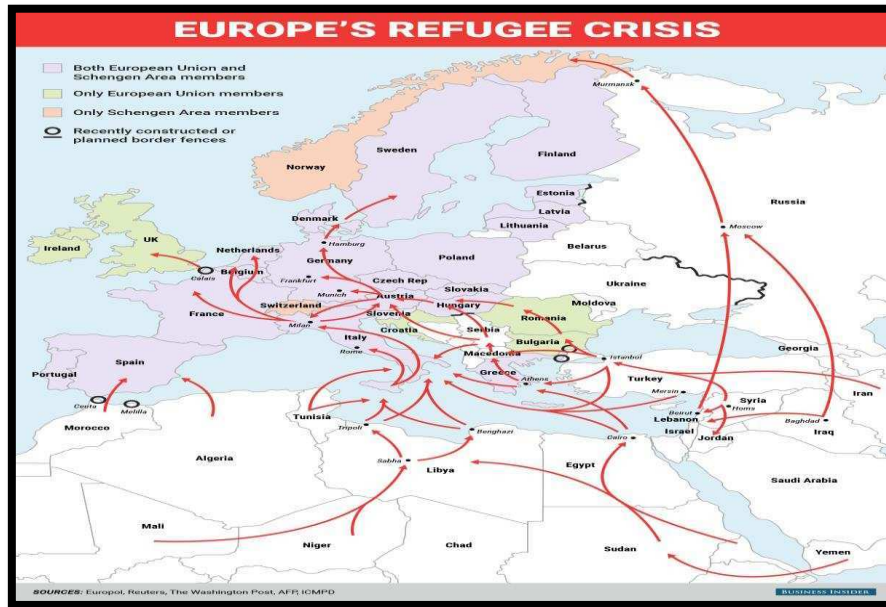 EUROPE'S REFUGEE CRISIS
Both European Union and
Schengen Area members
Only European Union members
Only Schengen Area members
Recently constructed or
planned border fences
Murmansk
Norway
Sweden
Finland
Russia
Estonia
Latvia
Lithuania
Moscow
Denmark
Hamburg
Ireland
UK
Netherlands
Germany
Poland
Belarus
Calais
Belgium
Frankfurt
Czech Rep
Ukraine
Munich
Slovakia
Austria
Hungary
Moldova
France
Switzerland
Slovenia
Romania
Milan
Croatia
Serbia
Italy
Bulgaria
Georgia
Rome
Macedonia
Istanbul
Portugal
Spain
Greece
Athens
Turkey
Mersin
Iran
Syria
Homs
Ceuta
Melilla
Tunisia
Beirut
Lebanon
Baghdad
Morocco
Tripoli
Benghazi
Israel
Jordan
Iraq
Cairo
Algeria
Sabha
Libya
Egypt
Saudi Arabia
Mali
Niger
Chad
Sudan
Yemen
SOURCES: Europol, Reuters, The Washington Post, AFP, ICMPD
BUSINESS INSIDER